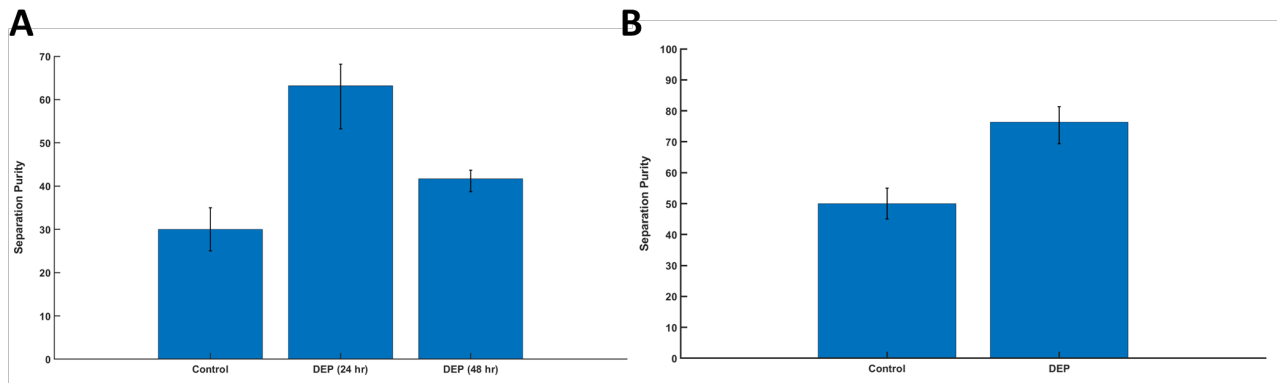 A
B
Separation Purity
70
60
50
40
30
20
10
0
Control
DEP (24 hr)
DEP (48 hr)
Separation Purity
100
90
80
70
60
50
40
30
20
10
0
Control
DEP